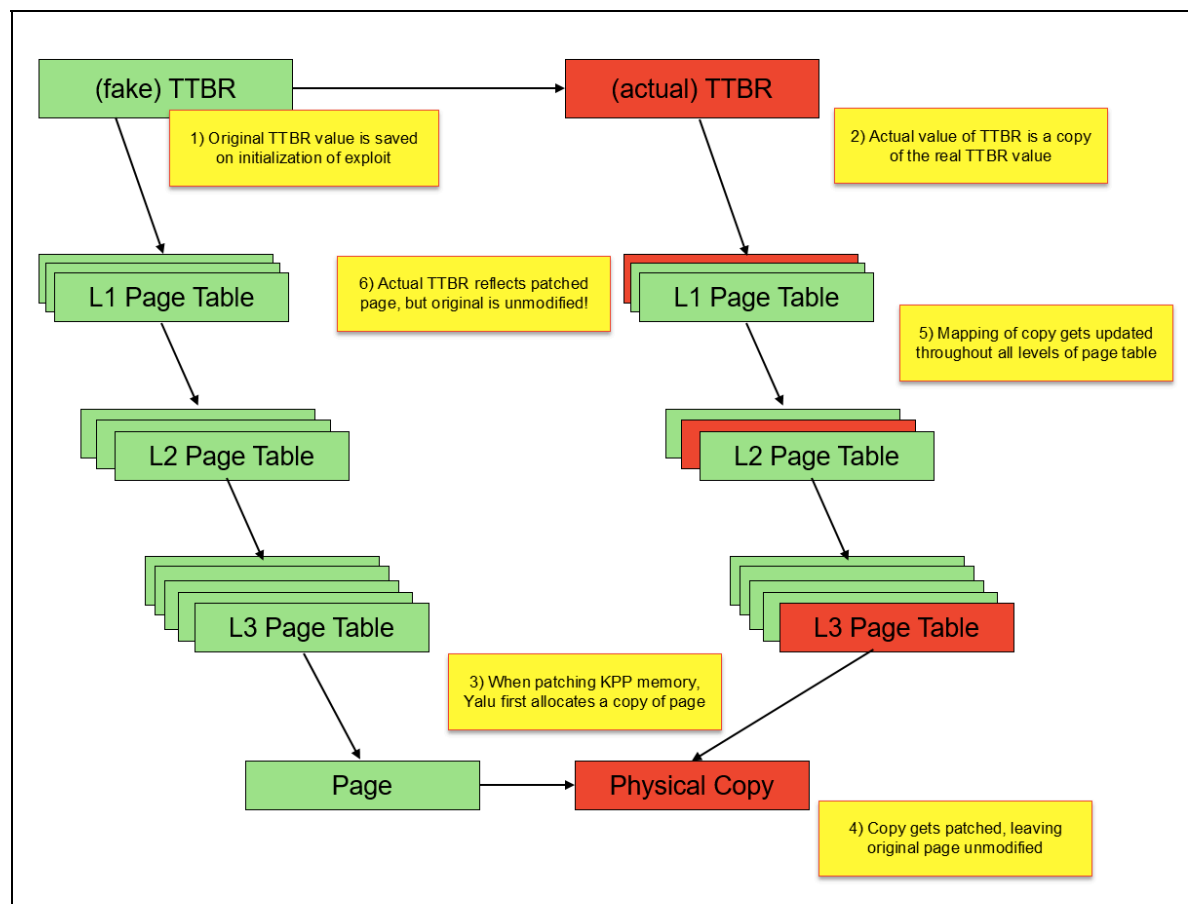 (fake) TTBR
(actual) TTBR
1) Original TTBR value is saved
on initialization of exploit
2) Actual value of TTBR is a copy
of the real TTBR value
L1 Page Table
6) Actual TTBR reflects patched
page, but original is unmodified!
L1 Page Table
5) Mapping of copy gets updated
throughout all levels of page table
L2 Page Table
L2 Page Table
L3 Page Table
L3 Page Table
3) When patching KPP memory,
Yalu first allocates a copy of page
Page
Physical Copy
4) Copy gets patched, leaving
original page unmodified